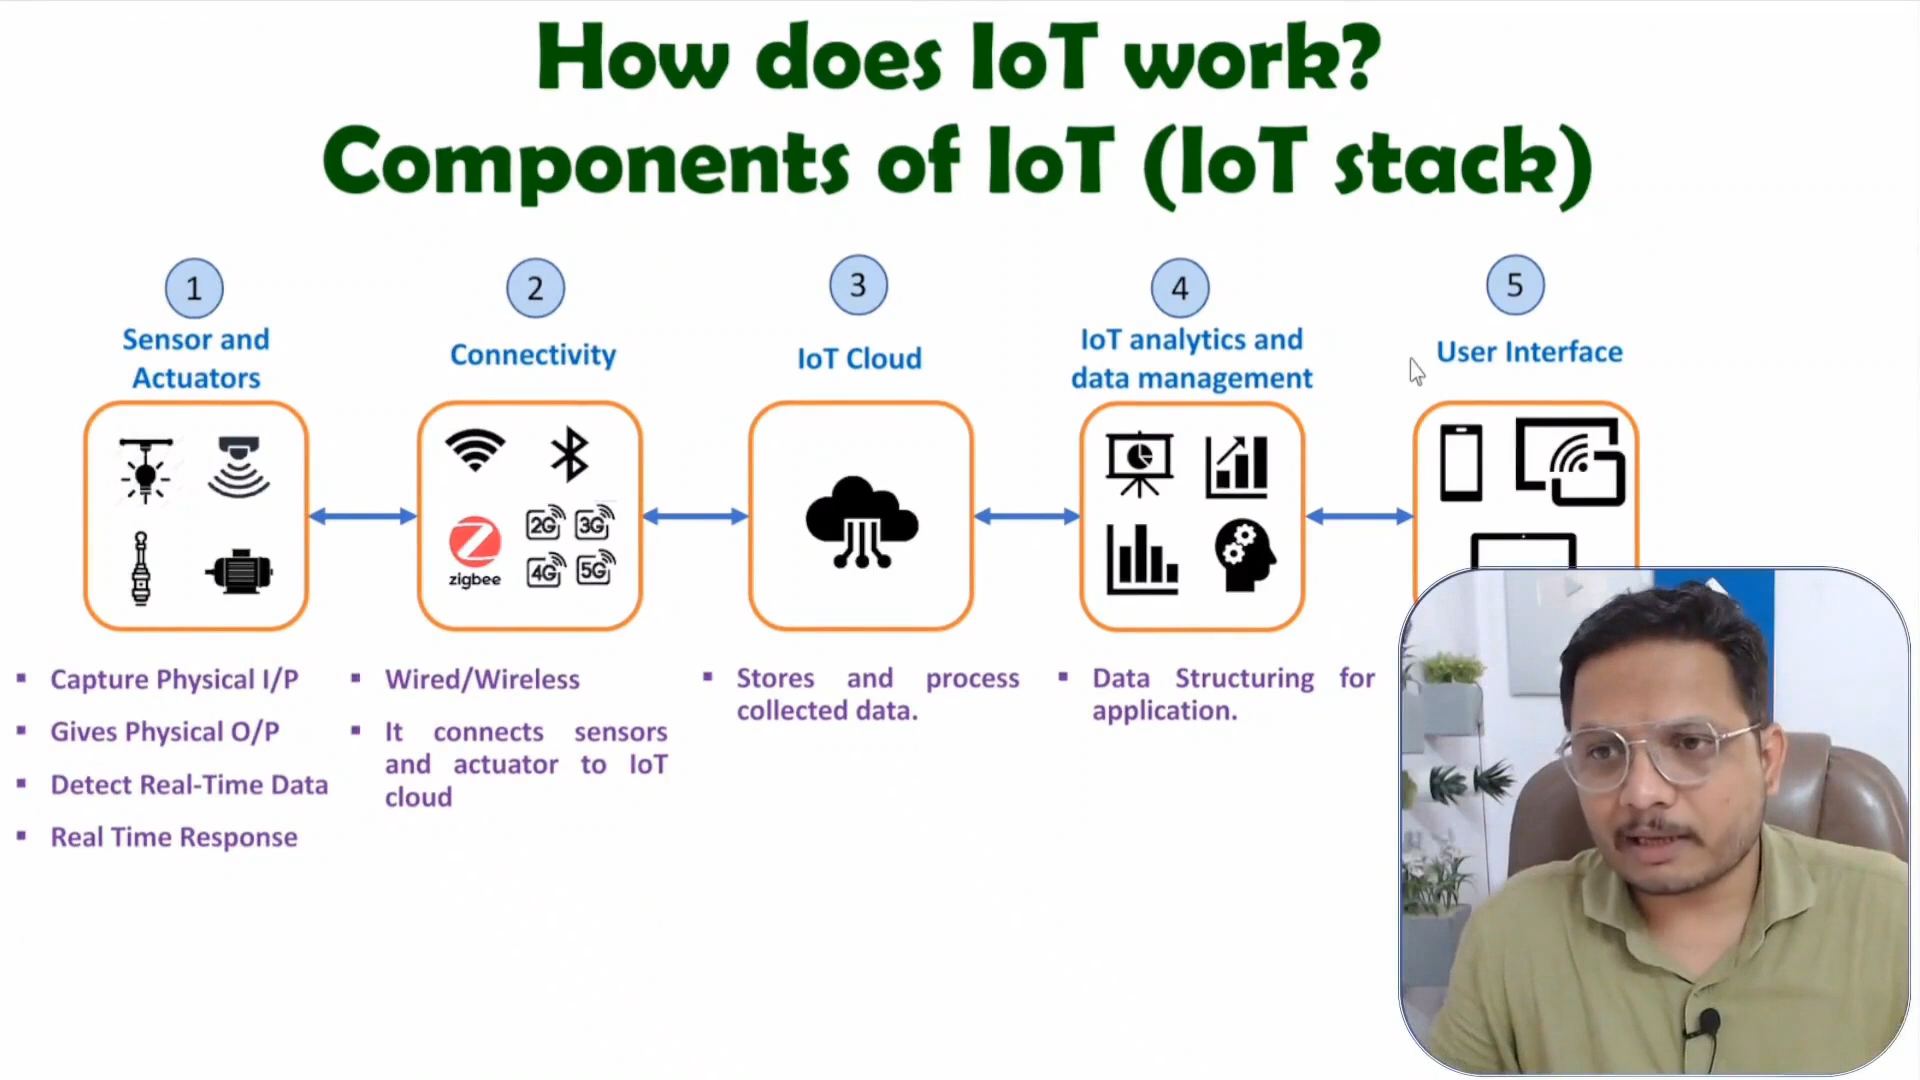 How does IoT work?
Components of IoT (IoT stack)
1
Sensor and
Actuators
2
Connectivity
3
IoT Cloud
4
IoT analytics and
data management
5
User Interface
zigbee
2G
3G
4G
5G
▪ Capture Physical I/P
▪ Gives Physical O/P
▪ Detect Real-Time Data
▪ Real Time Response
▪ Wired/Wireless
▪ It connects sensors
and actuator to IoT
cloud
▪ Stores and process
collected data.
▪ Data Structuring for
application.